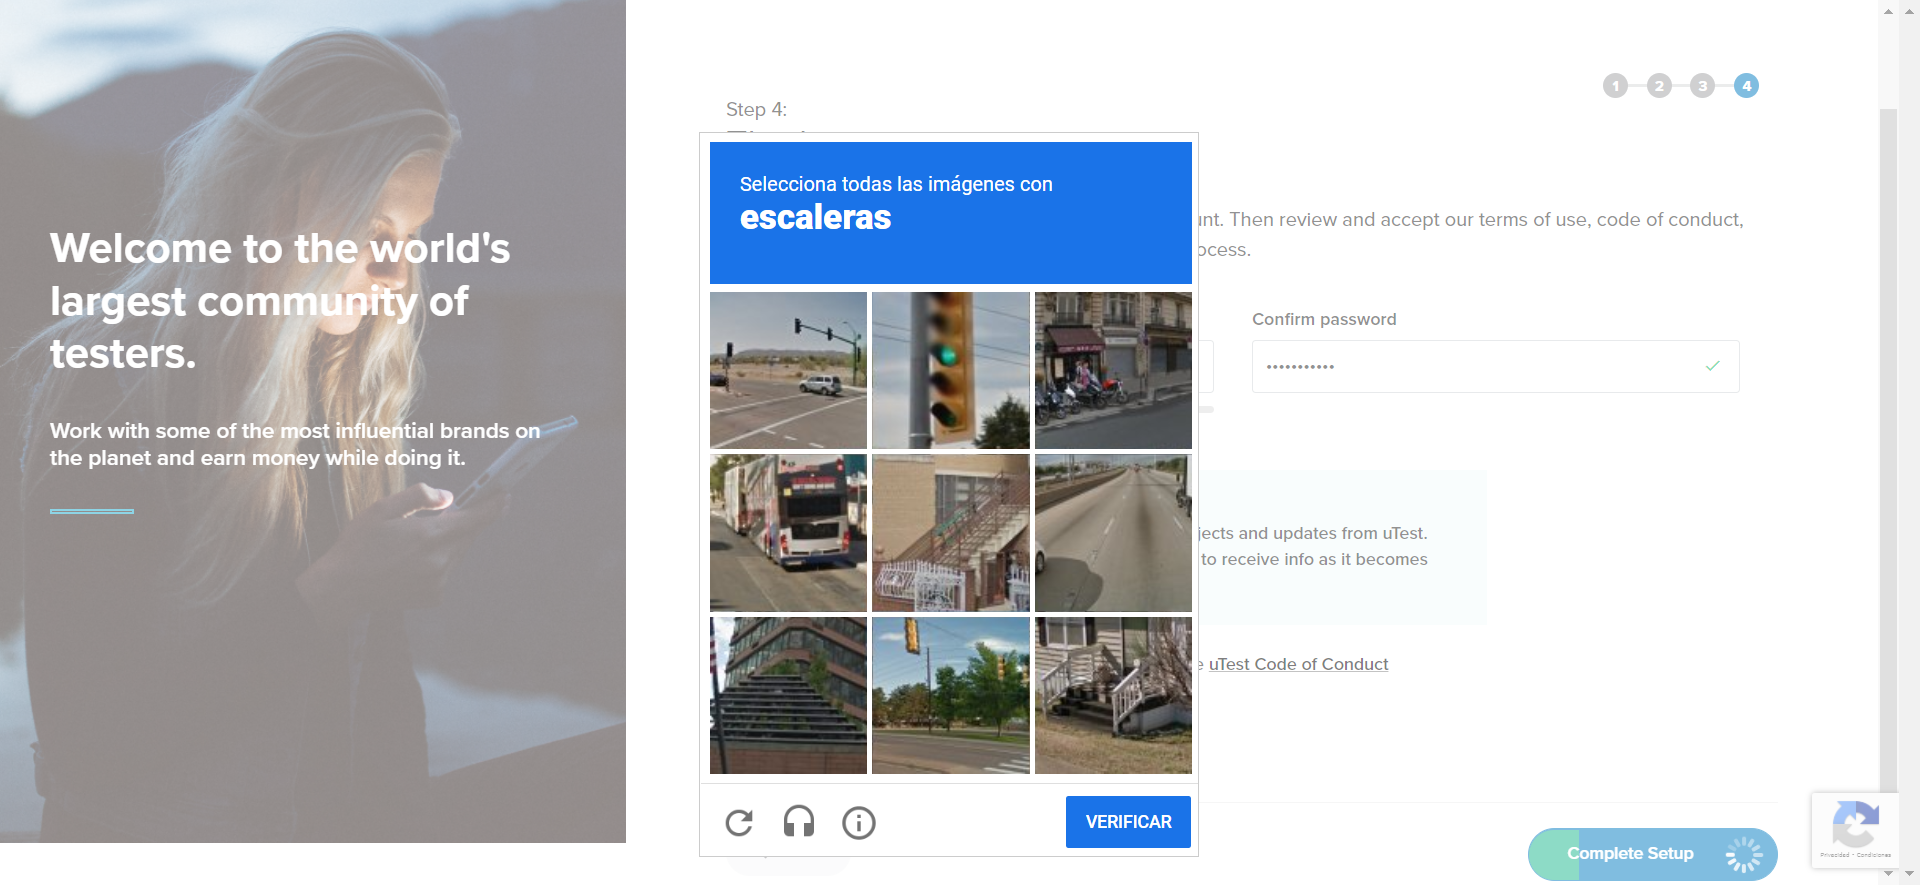 Welcome to the world's
largest community of
testers.
Work with some of the most influential brands on
the planet and earn money while doing it.
1 2 3 4
Step 4:
Selecciona todas las imágenes con
escaleras
unt. Then review and accept our terms of use, code of conduct,
ocess.
Confirm password
•••••••••••
jects and updates from uTest.
to receive info as it becomes
e uTest Code of Conduct
VERIFICAR
Complete Setup
Privacidad • Condiciones